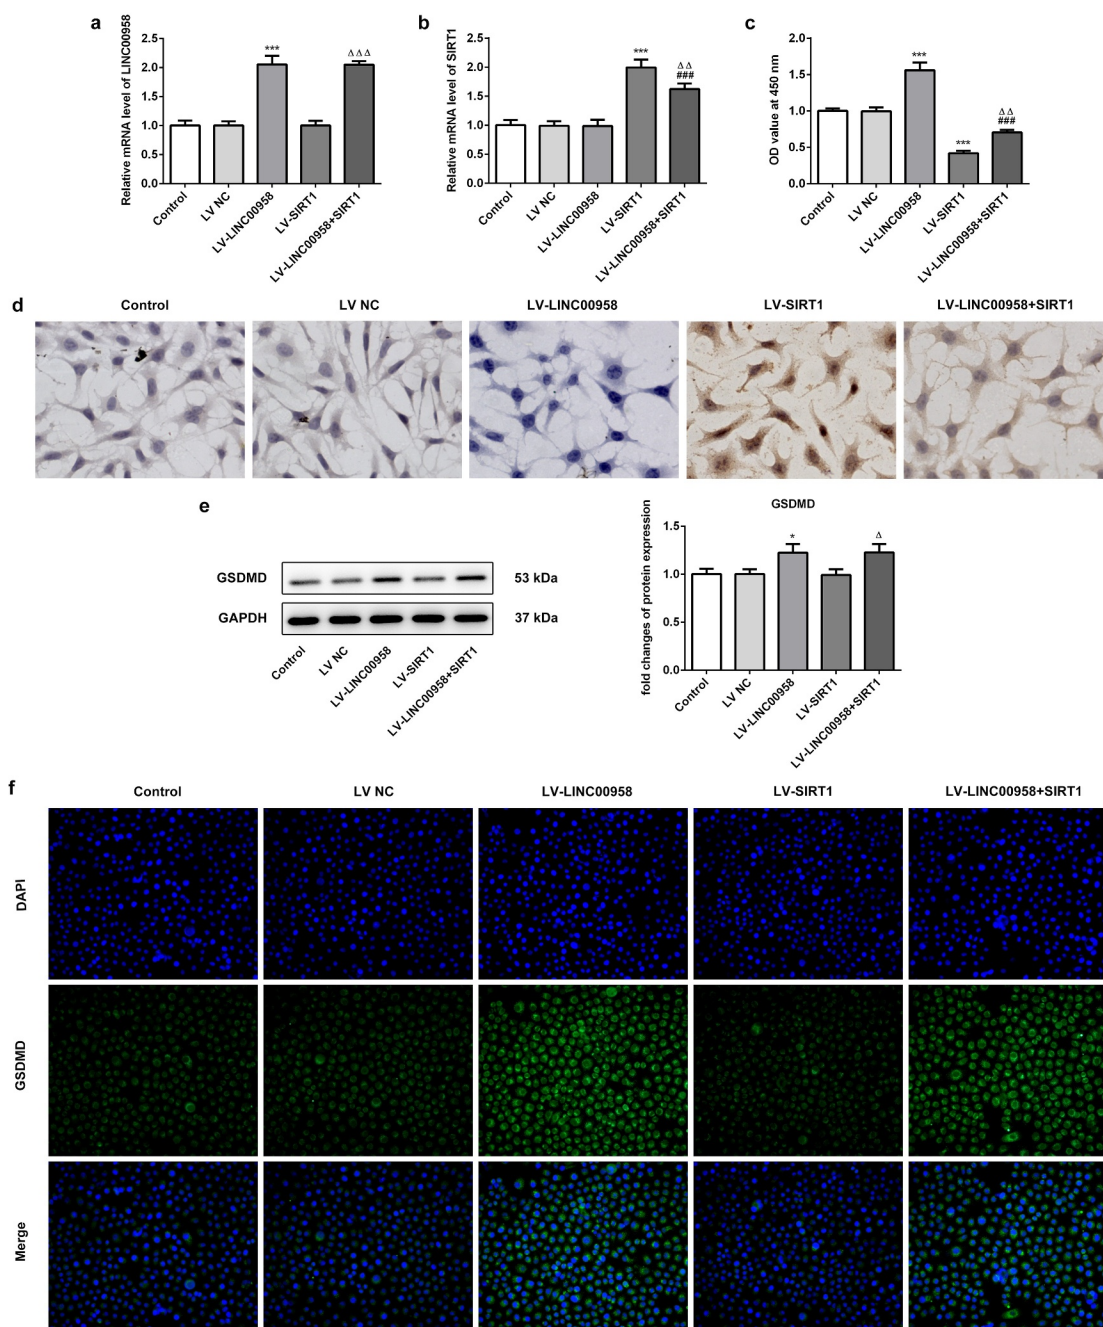 a
Relative mRNA level of LINC00958
2.5
2.0
1.5
1.0
0.5
0.0
***
ΔΔΔ
Control
LV NC
LV-LINC00958
LV-SIRT1
LV-LINC00958+SIRT1
b
Relative mRNA level of SIRT1
2.5
2.0
1.5
1.0
0.5
0.0
***
ΔΔ
###
Control
LV NC
LV-LINC00958
LV-SIRT1
LV-LINC00958+SIRT1
c
OD value at 450 nm
2.0
1.5
1.0
0.5
0.0
***
***
ΔΔ
###
Control
LV NC
LV-LINC00958
LV-SIRT1
LV-LINC00958+SIRT1
d
Control
LV NC
LV-LINC00958
LV-SIRT1
LV-LINC00958+SIRT1
e
GSDMD
53 kDa
GAPDH
37 kDa
Control
LV NC
LV-LINC00958
LV-SIRT1
LV-LINC00958+SIRT1
GSDMD
fold changes of protein expression
1.5
1.0
0.5
0.0
*
Δ
Control
LV NC
LV-LINC00958
LV-SIRT1
LV-LINC00958+SIRT1
f
Control
LV NC
LV-LINC00958
LV-SIRT1
LV-LINC00958+SIRT1
DAPI
GSDMD
Merge